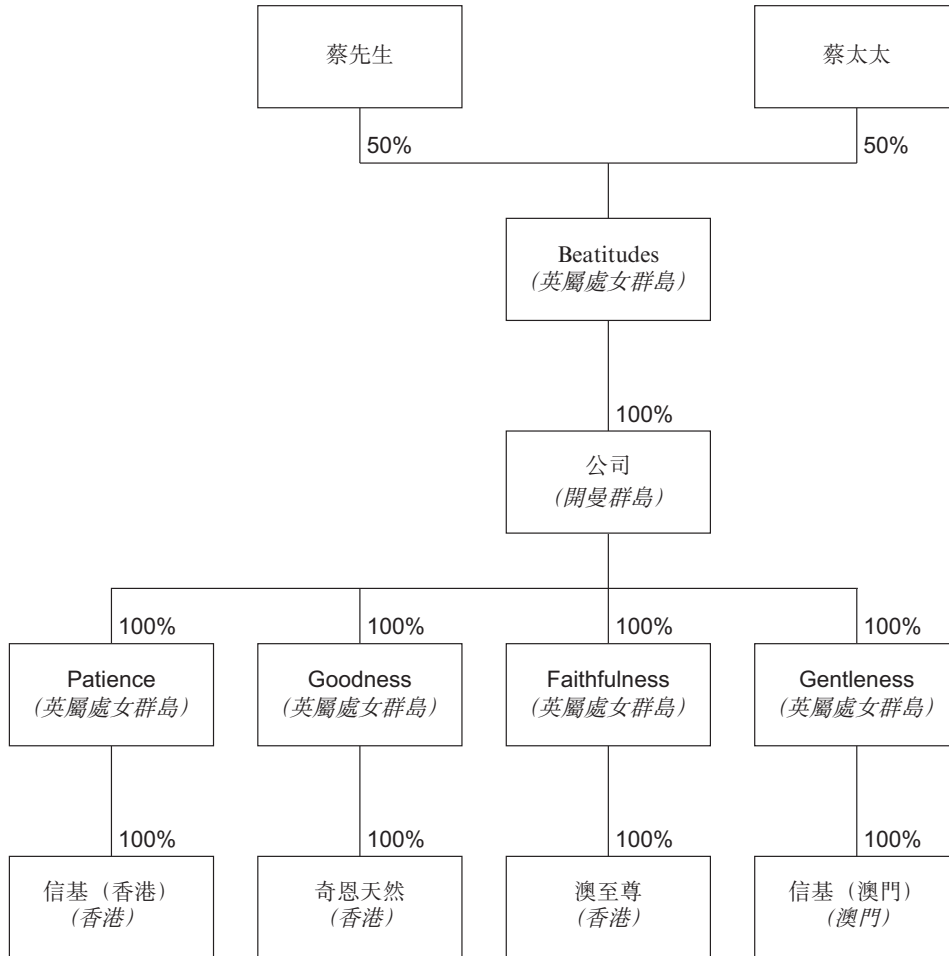 蔡先生
蔡太太
50%
50%
Beatitudes
(英屬處女群島)
100%
公司
(開曼群島)
100%
100%
100%
100%
Patience
(英屬處女群島)
Goodness
(英屬處女群島)
Faithfulness
(英屬處女群島)
Gentleness
(英屬處女群島)
100%
100%
100%
100%
信基（香港）
(香港)
奇恩天然
(香港)
澳至尊
(香港)
信基（澳門）
(澳門)